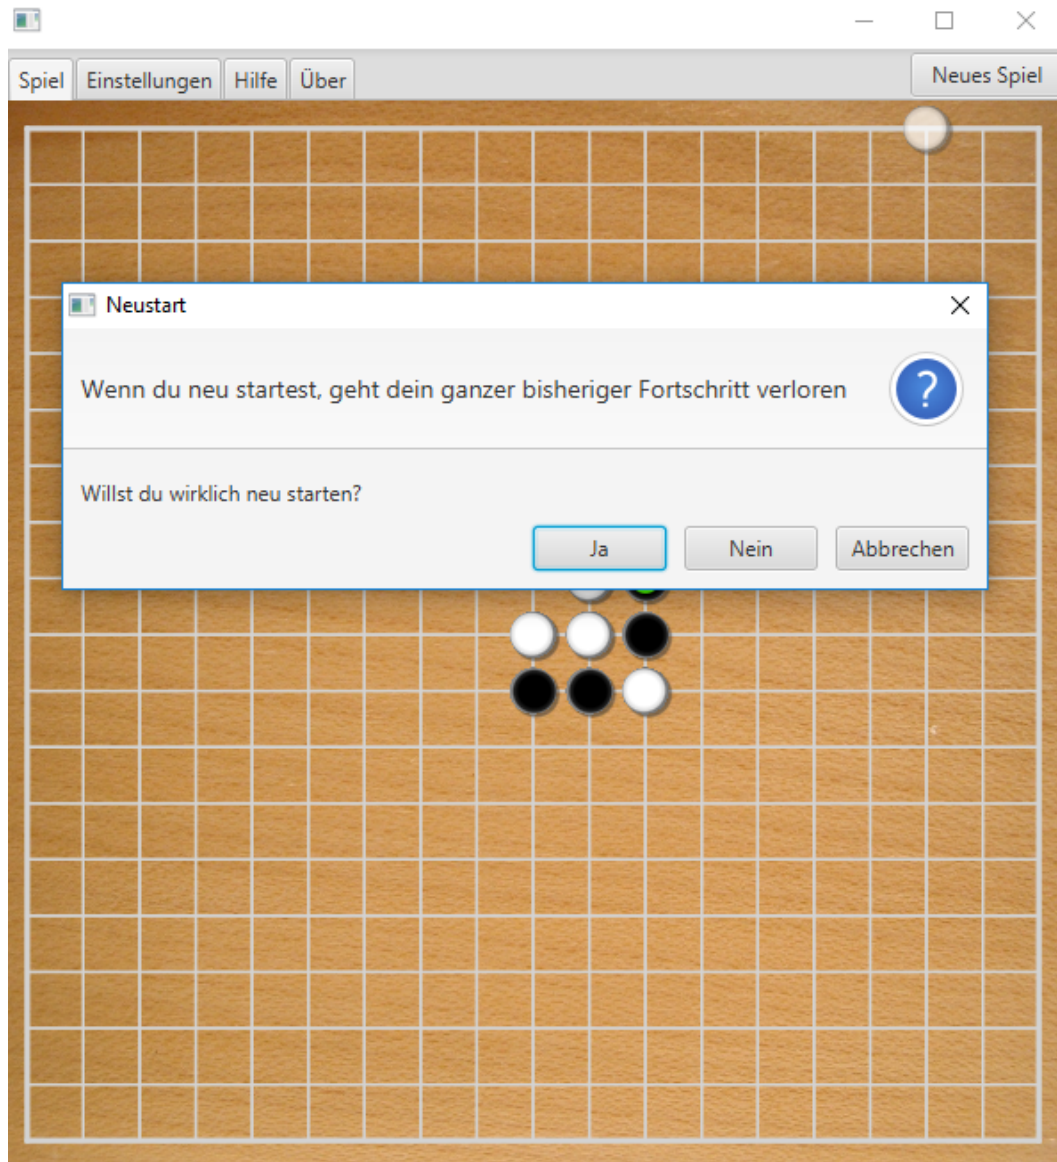 Spiel Einstellungen Hilfe Über Neues Spiel
Neustart
Wenn du neu startest, geht dein ganzer bisheriger Fortschritt verloren
?
Willst du wirklich neu starten?
Ja Nein Abbrechen